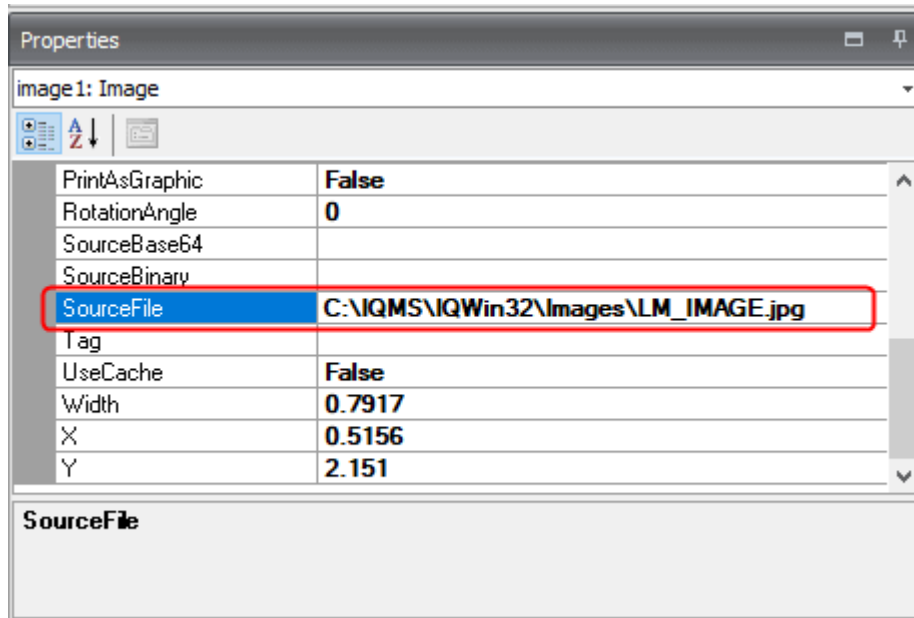 Properties
image1: Image
PrintAsGraphic False
RotationAngle 0
SourceBase64
SourceBinary
SourceFile C:\IQMS\IQWin32\Images\LM_IMAGE.jpg
Tag
UseCache False
Width 0.7917
X 0.5156
Y 2.151
SourceFile